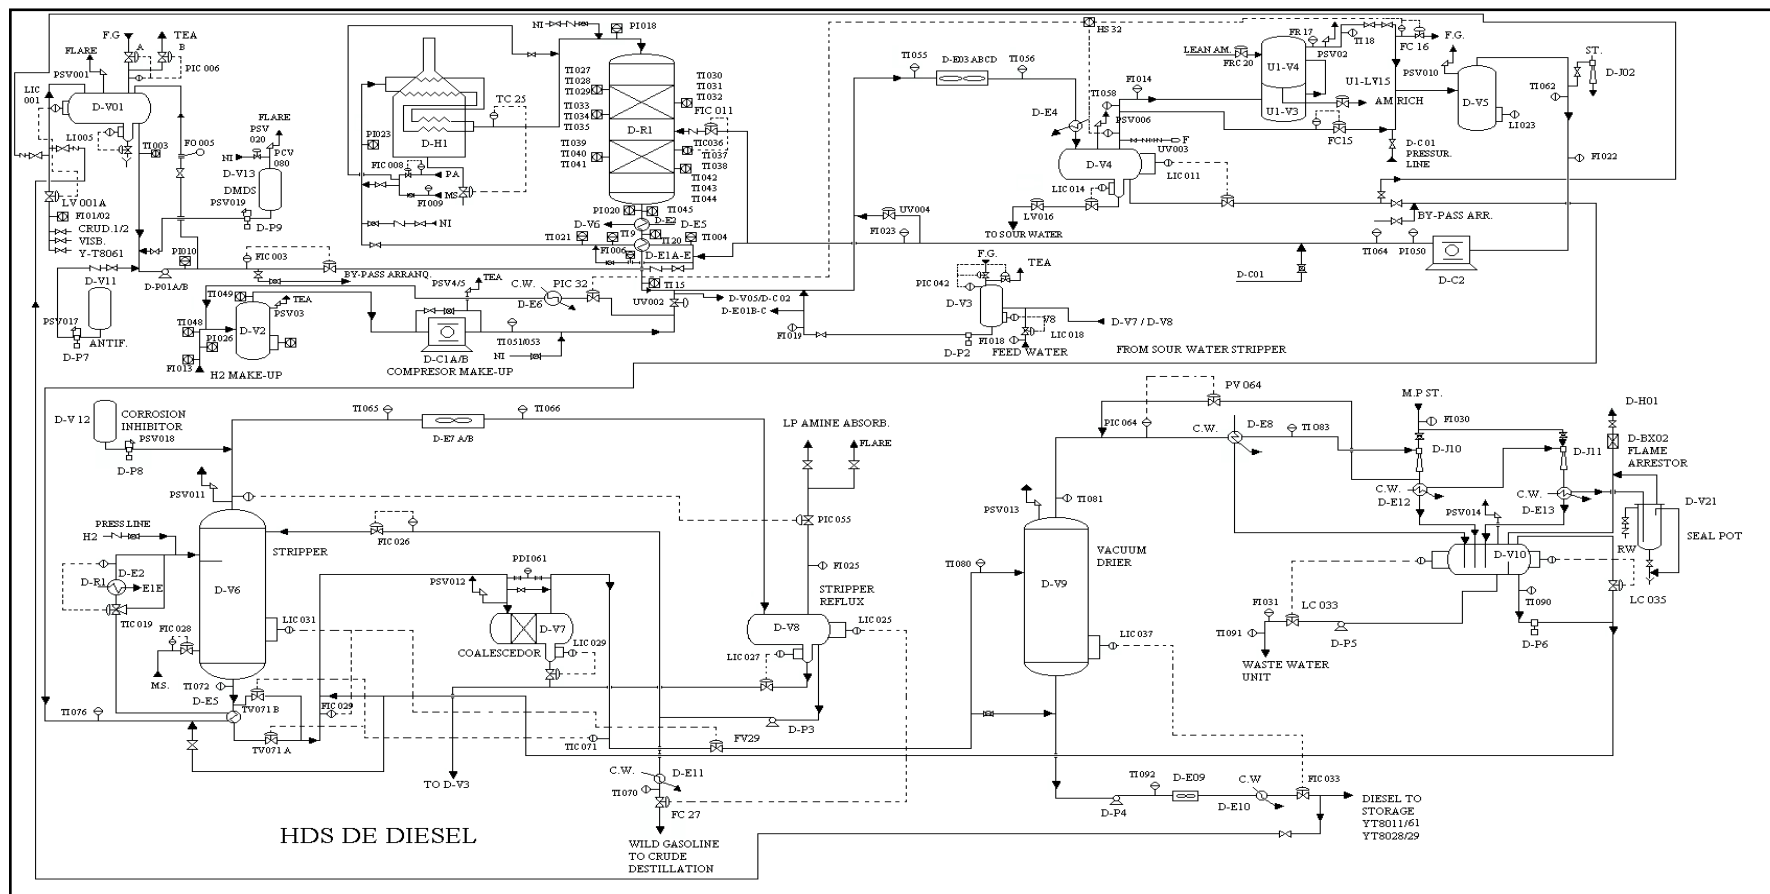 F.G
TEA
A
B
FLARE
PIC 006
PSV001
LIC
001
D-V01
LI005
TI003
FO 005
FLARE
PSV
020
PCV
080
NI
D-V13
DMDS
PSV019
D-P9
LV 001A
FI01/02
CRUD.1/2
VISB.
Y-T8061
PI010
D-V11
D-P01A/B
PSV017
ANTIF.
D-P7
FIC 003
BY-PASS ARRANQ.
TI048
TI049
TEA
PSV03
D-V2
PI026
FI013
H2 MAKE-UP
NI
PI018
TI027
TI028
TI029
TI033
TI034
TI035
TI039
TI040
TI041
D-R1
TI030
TI031
TI032
FIC 011
TIC036
TI037
TI038
TI042
TI043
TI044
TC 25
PI023
D-H1
FIC 008
PA
MS
FI009
NI
PI020
TI045
D-V6
D-E2
D-E5
TI021
TI9
TI20
TI004
FI006
D-E1A-E
TI15
PSV4/5
TEA
C.W.
D-E6
PIC 32
UV002
D-V05/D-C02
D-E01B-C
D-C1A/B
COMPRESOR MAKE-UP
TI051/053
NI
TI055
D-E03 ABCD
TI056
HS 32
D-E4
TI058
FI014
PSV006
F
UV003
D-V4
LIC 011
LIC 014
LV016
TO SOUR WATER
UV004
FI023
LEAN AM.
FRC 20
U1-V4
U1-V3
FR 17
PSV02
TI 18
FC 16
F.G.
U1-LV15
AM RICH
FC15
D-C01
PRESSUR.
LINE
PSV010
D-V5
LI023
ST.
D-J02
TI062
FI022
BY-PASS ARR.
TI064
PI050
D-C2
D-C01
F.G.
TEA
PIC 042
D-V3
V8
LIC 018
D-V7 / D-V8
FI019
D-P2
FI018
FEED WATER
FROM SOUR WATER STRIPPER
D-V 12
CORROSION
INHIBITOR
PSV018
D-P8
TI065
D-E7 A/B
TI066
LP AMINE ABSORB.
FLARE
PSV011
PRESS LINE
H2
D-E2
D-R1
E1E
TIC 019
D-V6
STRIPPER
FIC 026
PIC 055
FI025
STRIPPER
REFLUX
PDI061
PSV012
D-V7
LIC 029
COALESCEDOR
LIC 031
FIC 028
M.S.
TI072
D-E5
TI076
TV071 B
TV071 A
FIC 029
D-V8
LIC 025
LIC 027
D-P3
TIC 071
FV29
TO D-V3
C.W.
D-E11
TI070
FC 27
WILD GASOLINE
TO CRUDE
DESTILLATION
PV 064
PIC 064
C.W.
D-E8
TI 083
M.P ST.
FI030
D-J10
D-J11
D-H01
D-BX02
FLAME
ARRESTOR
TI081
PSV013
C.W.
D-E12
C.W.
D-E13
PSV014
D-V21
SEAL POT
RW
VACUUM
DRIER
TI080
D-V9
D-V10
LC 035
LC 033
FI031
TI091
D-P5
TI090
D-P6
WASTE WATER
UNIT
LIC 037
TI092
D-E09
C.W
D-E10
D-P4
FIC 033
DIESEL TO
STORAGE
YT8011/61
YT8028/29
HDS DE DIESEL